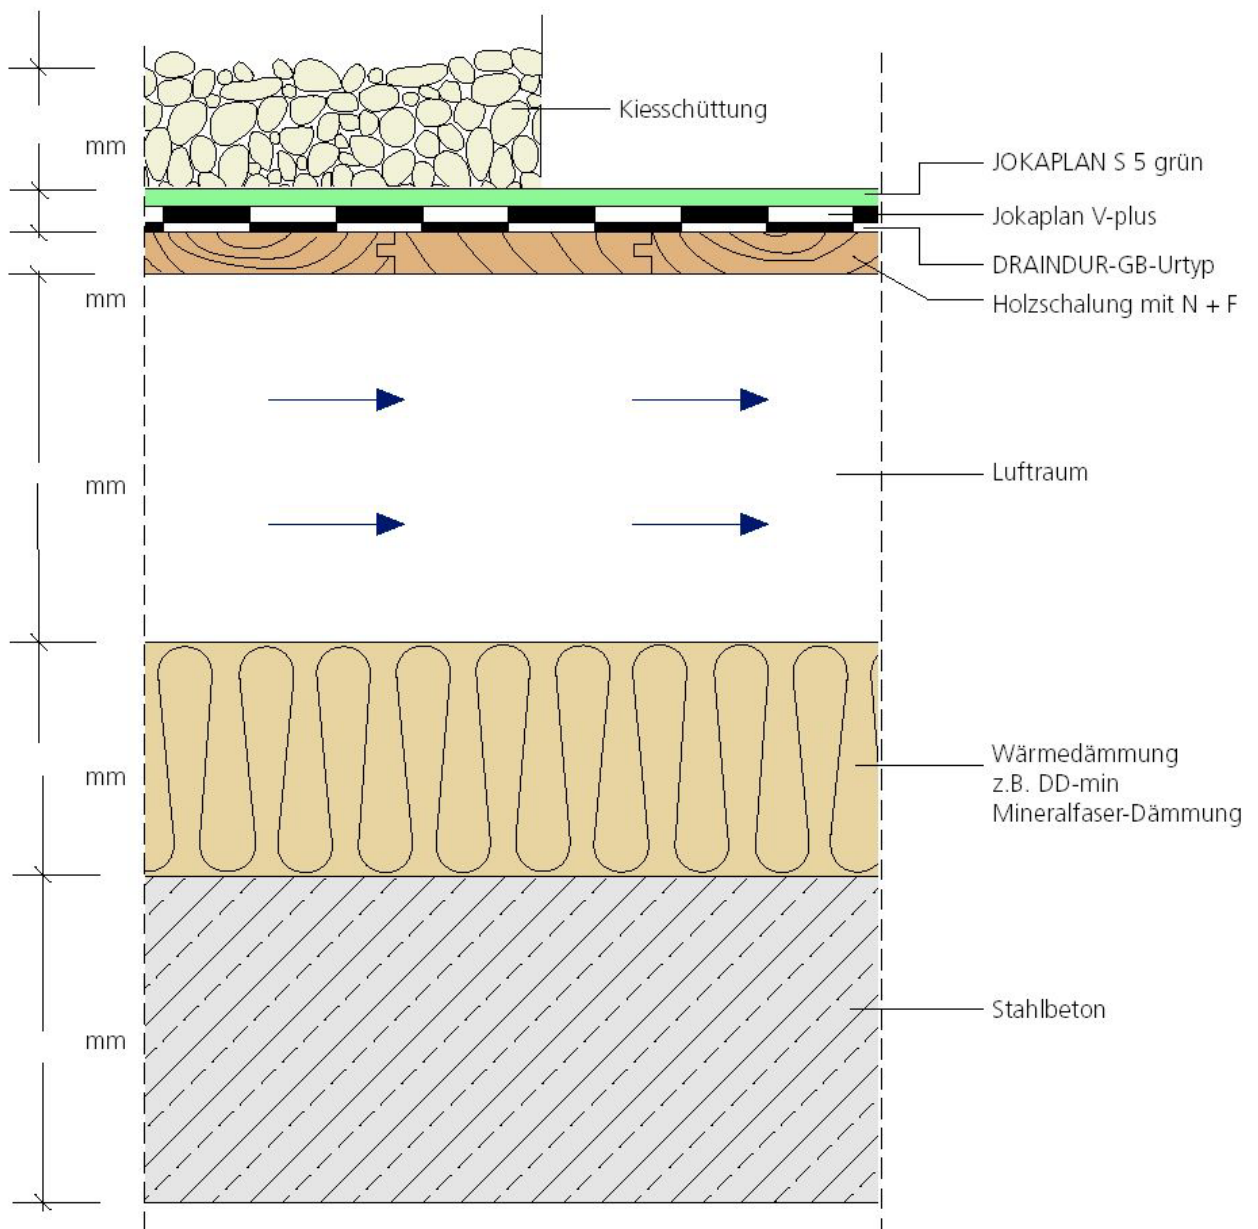 Kiesschüttung
mm
JOKAPLAN S 5 grün
Jokaplan V-plus
DRAINDUR-GB-Urtyp
mm
Holzschalung mit N + F
Luftraum
mm
Wärmedämmung
z.B. DD-min
Mineralfaser-Dämmung
mm
Stahlbeton
mm